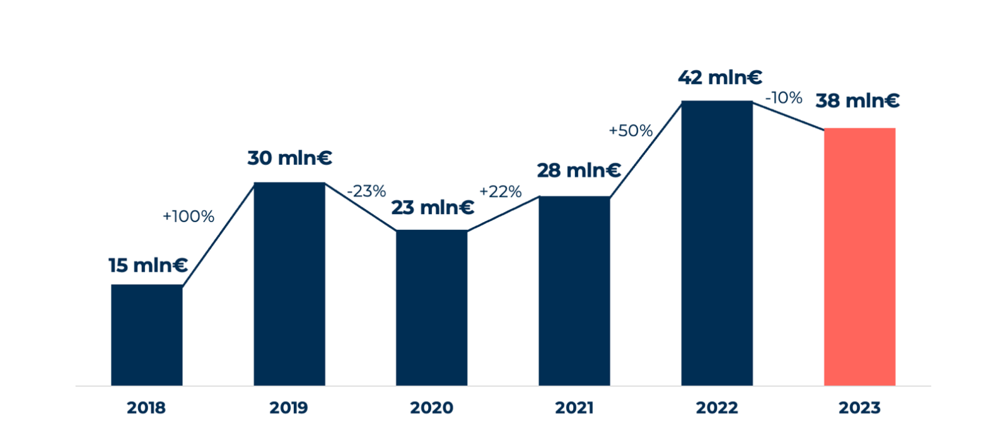 42 mln€
-10%
38 mln€
+50%
30 mln€
28 mln€
-23%
+22%
23 mln€
+100%
15 mln€
2018
2019
2020
2021
2022
2023